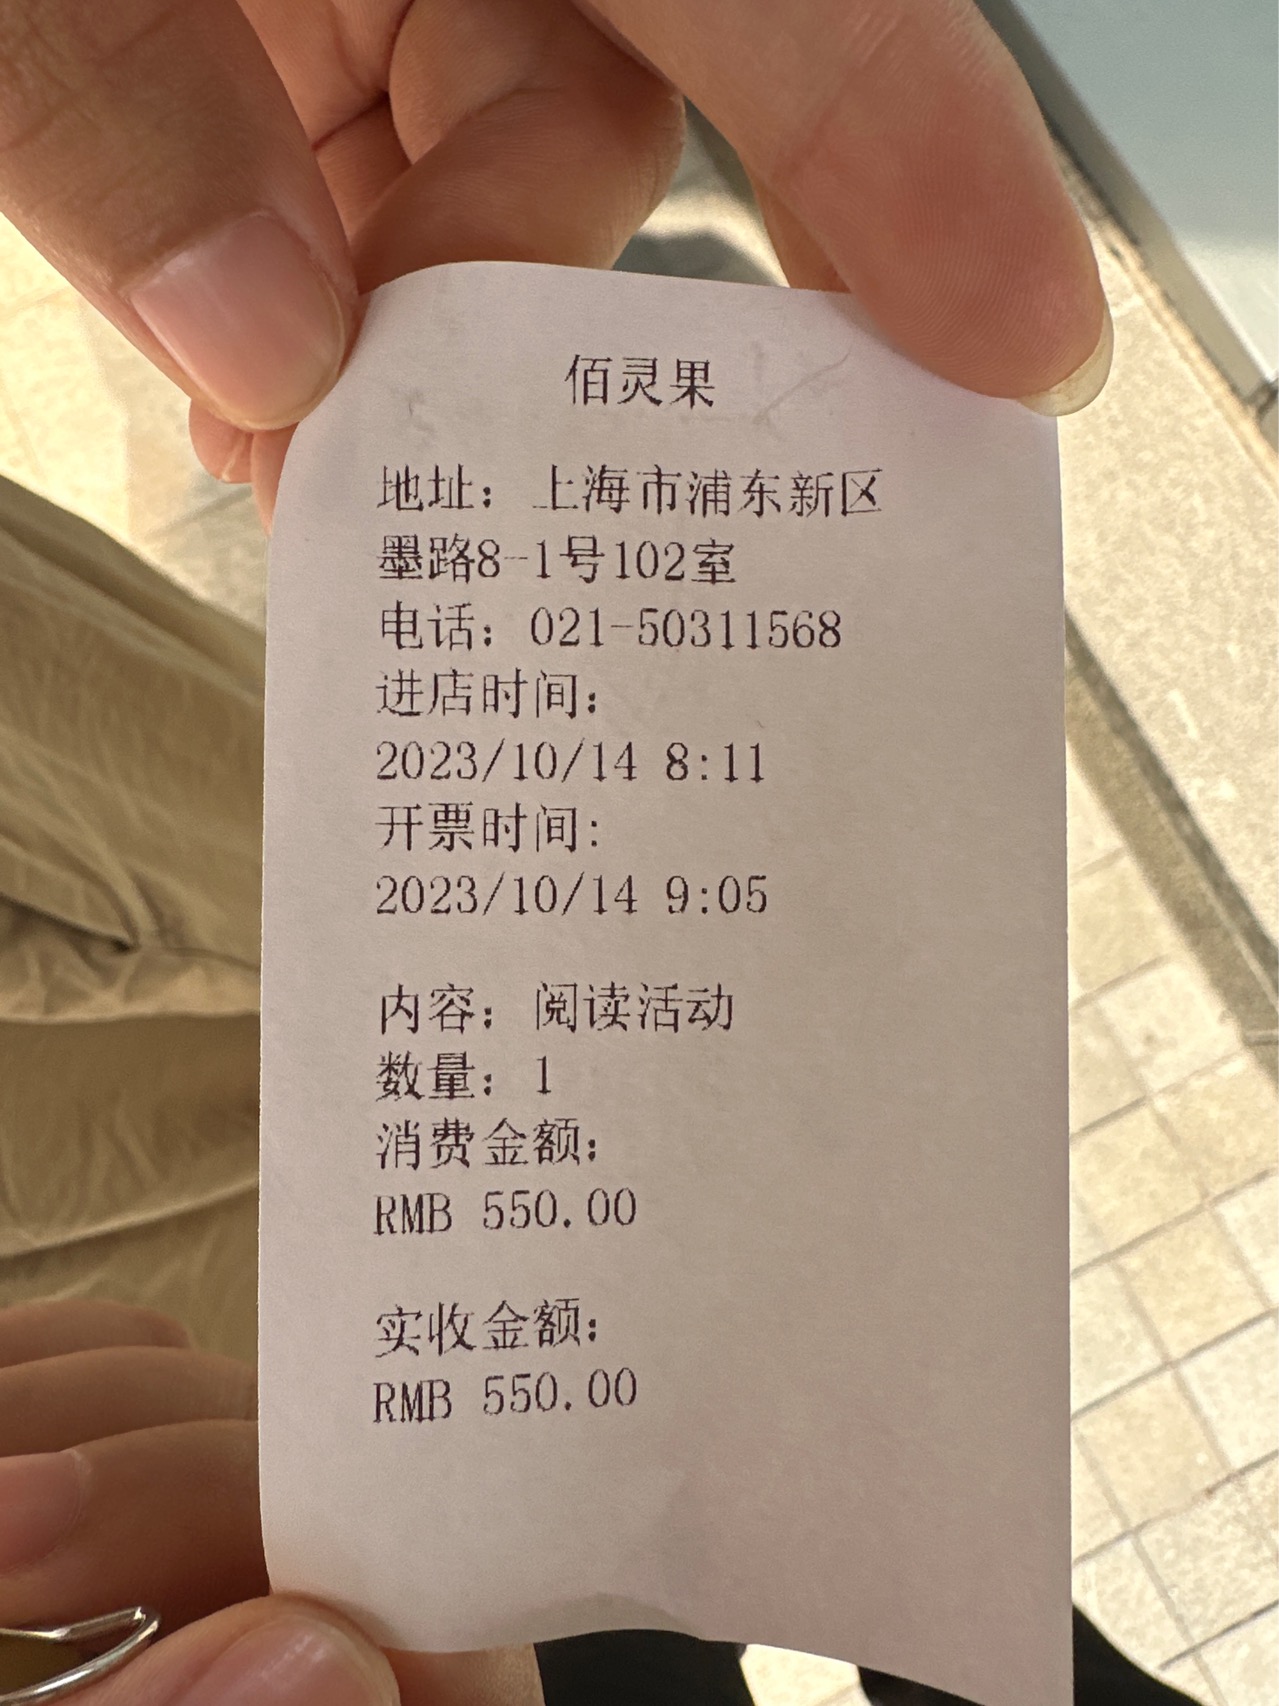 佰灵果
地址：上海市浦东新区
墨路8-1号102室
电话：021-50311568
进店时间：
2023/10/14 8:11
开票时间:
2023/10/14 9:05
内容：阅读活动
数量：1
消费金额：
RMB 550.00
实收金额：
RMB 550.00